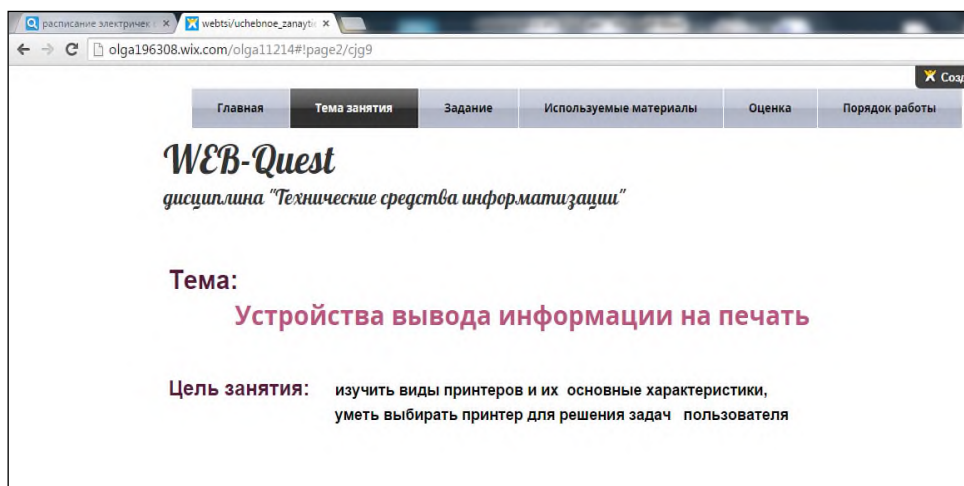 расписание электричек
webtsi/uchebnoe_zanaytie
olga196308.wix.com/olga11214#!page2/cjg9
Созд
Главная Тема занятия Задание Используемые материалы Оценка Порядок работы
WEB-Quest
дисциплина "Технические средства информатизации"
Тема:
Устройства вывода информации на печать
Цель занятия: изучить виды принтеров и их основные характеристики,
уметь выбирать принтер для решения задач пользователя